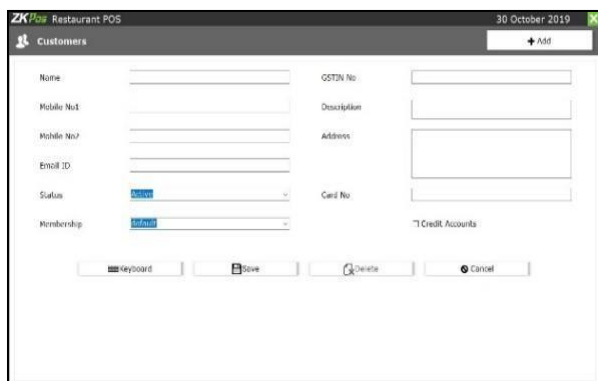 ZKPos Restaurant POS 30 October 2019 X
Customers + Add
Name GSTIN No
Mobile No1 Description
Mobile No2 Address
Email ID
Status Active Card No
Membership default Credit Accounts
Keyboard Save Delete Cancel